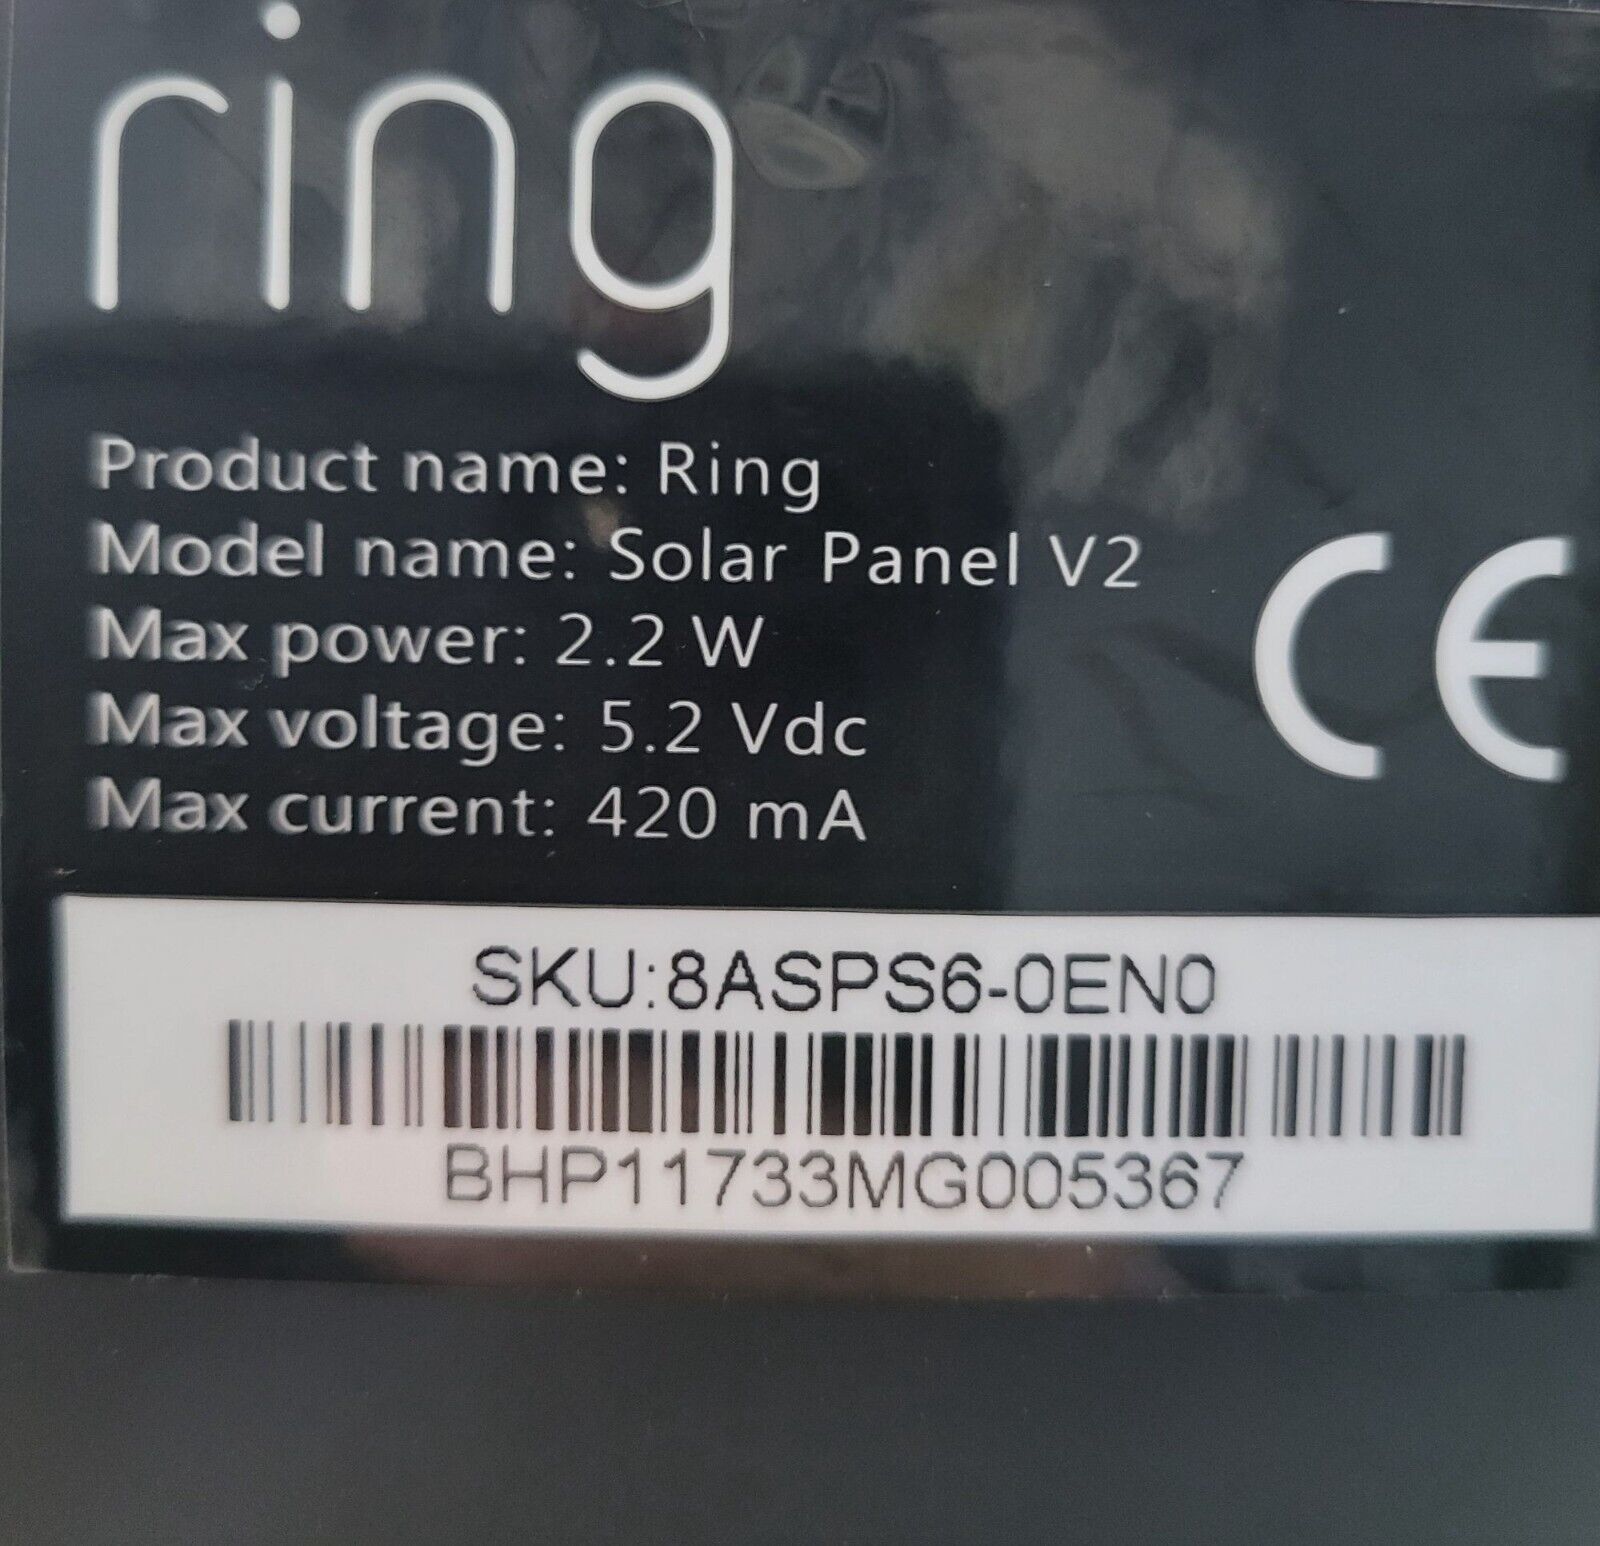 ring
Product name: Ring
Model name: Solar Panel V2
Max power: 2.2 W
Max voltage: 5.2 Vdc
Max current: 420 mA
CE
SKU:8ASPS6-0EN0
BHP11733MG005367